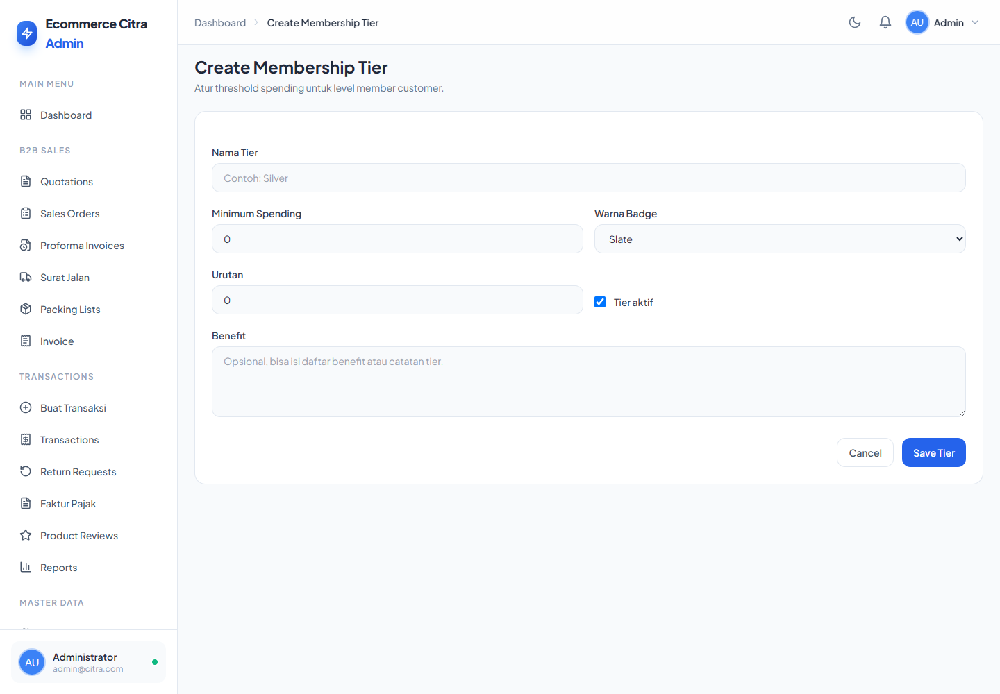 Ecommerce Citra
Admin
MAIN MENU
Dashboard
B2B SALES
Quotations
Sales Orders
Proforma Invoices
Surat Jalan
Packing Lists
Invoice
TRANSACTIONS
Buat Transaksi
Transactions
Return Requests
Faktur Pajak
Product Reviews
Reports
MASTER DATA
AU
Administrator
admin@citra.com
Dashboard
Create Membership Tier
AU
Admin
Create Membership Tier
Atur threshold spending untuk level member customer.
Nama Tier
Contoh: Silver
Minimum Spending
Warna Badge
0
Slate
Urutan
0
Tier aktif
Benefit
Opsional, bisa isi daftar benefit atau catatan tier.
Cancel
Save Tier